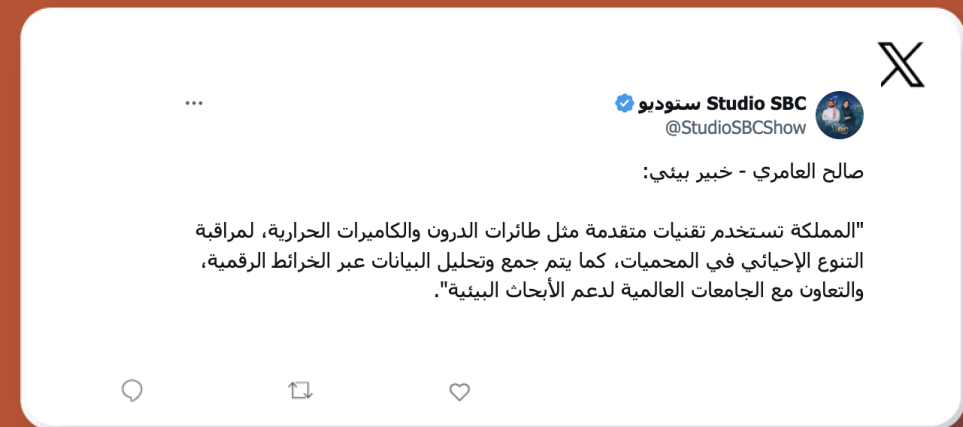 ستوديو Studio SBC
@StudioSBCShow
صالح العامري - خبير بيئي:
"المملكة تستخدم تقنيات متقدمة مثل طائرات الدرون والكاميرات الحرارية، لمراقبة
التنوع الإحيائي في المحميات، كما يتم جمع وتحليل البيانات عبر الخرائط الرقمية،
والتعاون مع الجامعات العالمية لدعم الأبحاث البيئية".